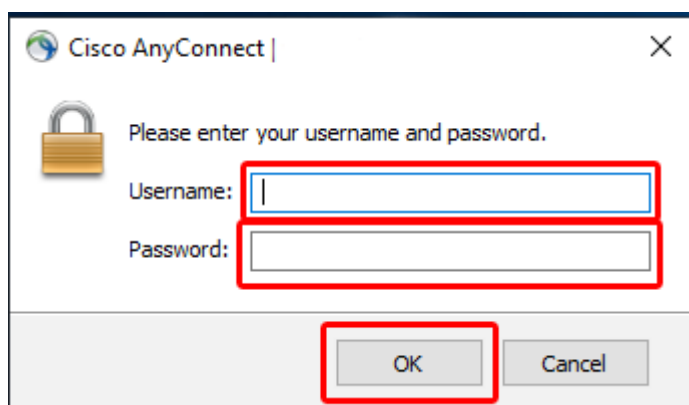 Cisco AnyConnect |
Please enter your username and password.
Username:
Password:
OK
Cancel